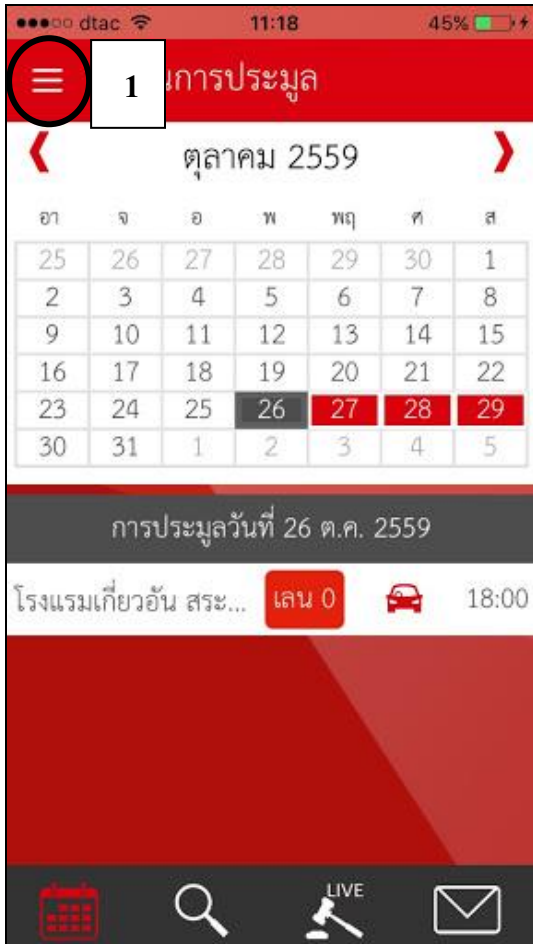 dtac 11:18 45%
1 นการประมูล
ตุลาคม 2559
อา จ อ พ พฤ ศ ส
25 26 27 28 29 30 1
2 3 4 5 6 7 8
9 10 11 12 13 14 15
16 17 18 19 20 21 22
23 24 25 26 27 28 29
30 31 1 2 3 4 5
การประมูลวันที่ 26 ต.ค. 2559
โรงแรมเกี่ยวอัน สระ... เลน 0 18:00
LIVE